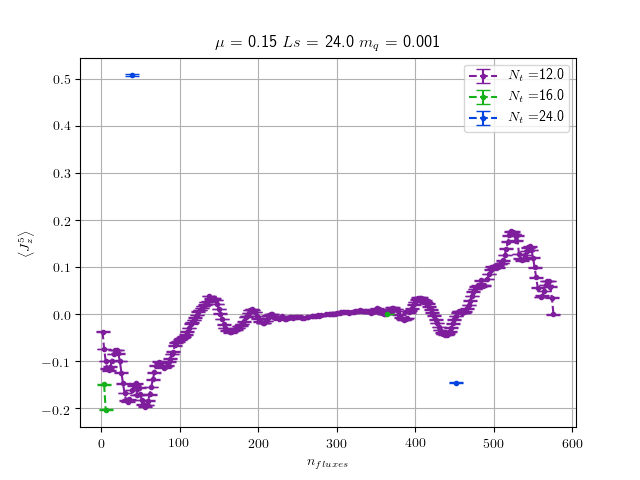 μ = 0.15 Ls = 24.0 m_q = 0.001
N_t =12.0
N_t =16.0
N_t =24.0
0.5
0.4
0.3
0.2
0.1
0.0
−0.1
−0.2
⟨J_z^5⟩
0 100 200 300 400 500 600
n_{fluxes}